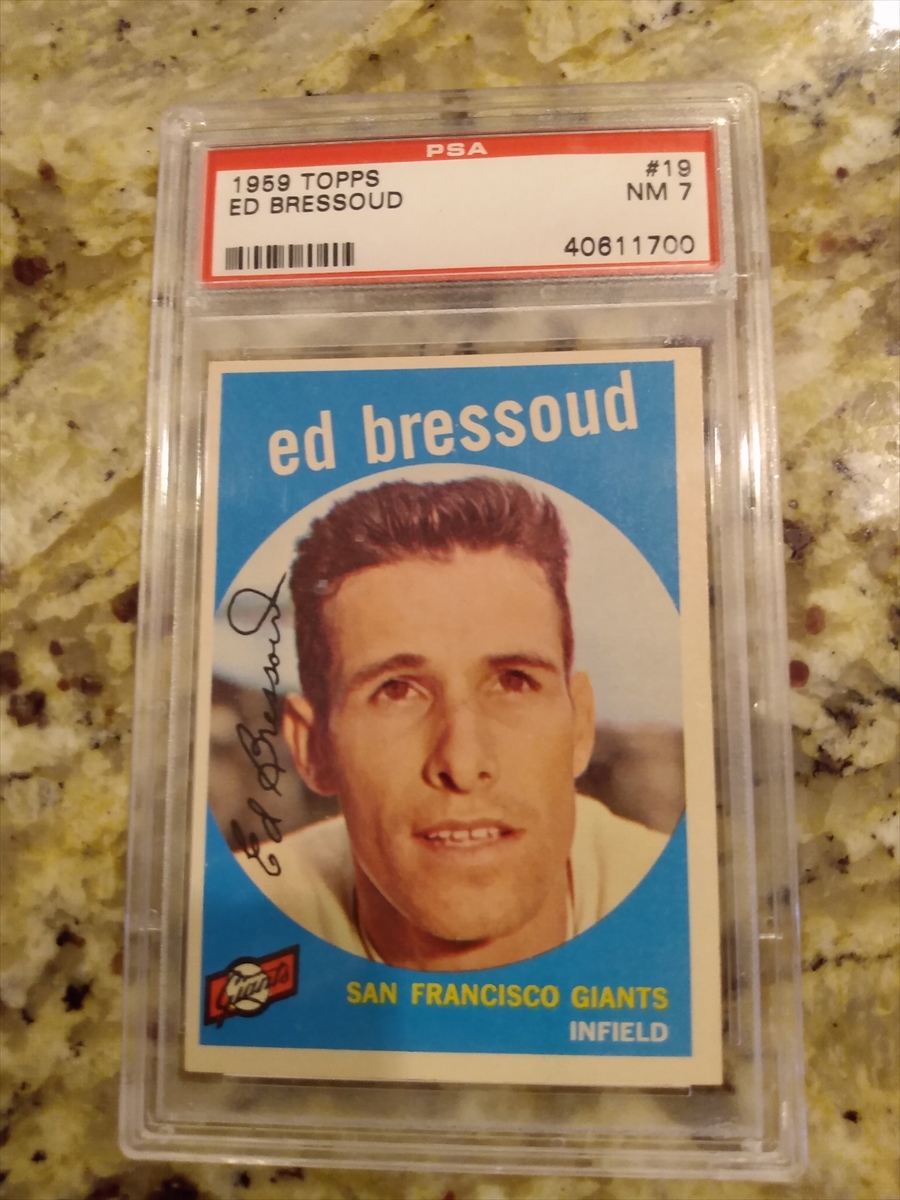 PSA
1959 TOPPS #19
ED BRESSOUD NM 7
40611700
ed bressoud
Ed Bressoud
Giants
SAN FRANCISCO GIANTS
INFIELD